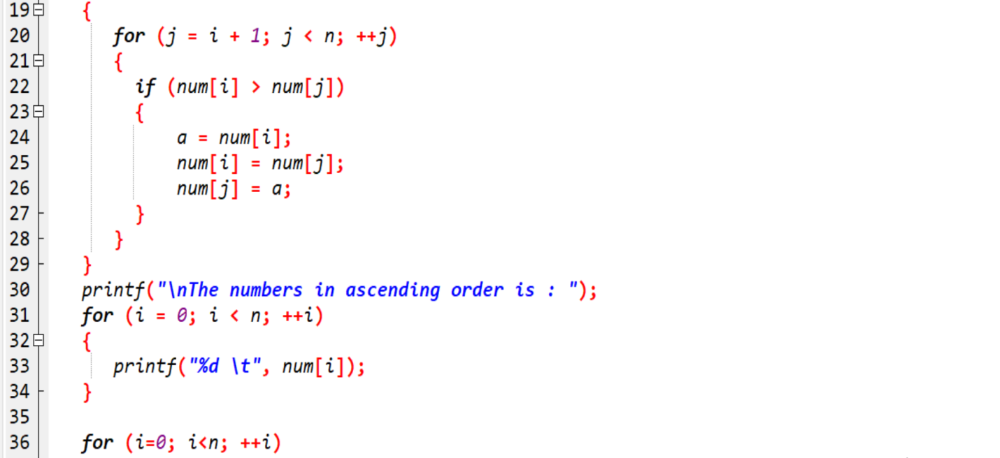 19 {
20 for (j = i + 1; j < n; ++j)
21 {
22 if (num[i] > num[j])
23 {
24 a = num[i];
25 num[i] = num[j];
26 num[j] = a;
27 }
28 }
29 }
30 printf("\nThe numbers in ascending order is : ");
31 for (i = 0; i < n; ++i)
32 {
33 printf("%d \t", num[i]);
34 }
35
36 for (i=0; i<n; ++i)